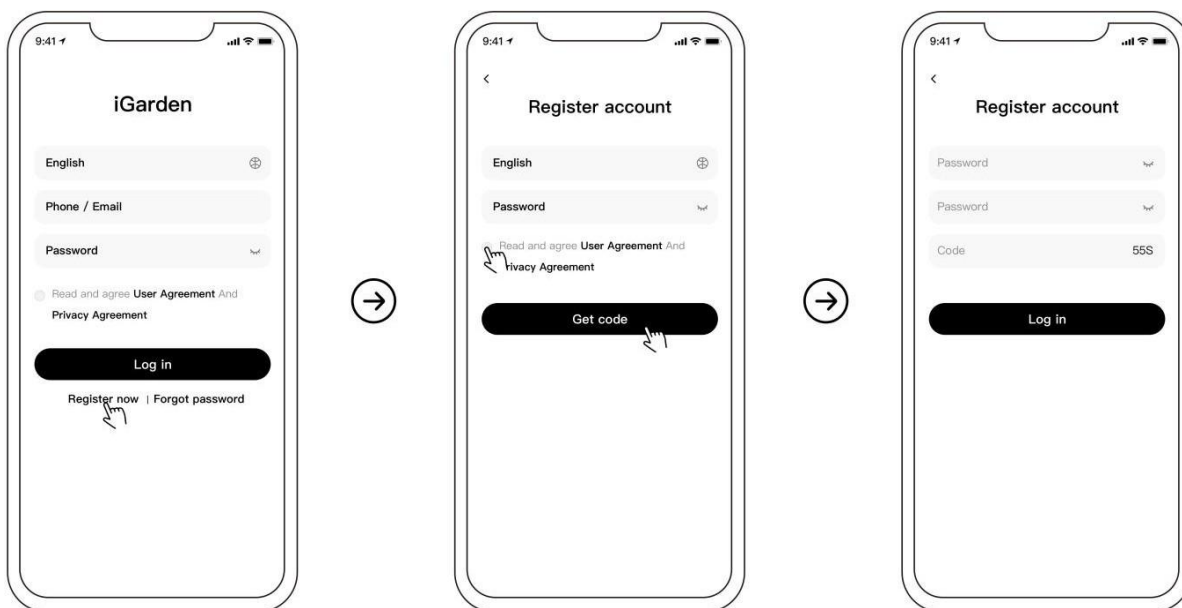 9:41
iGarden
English
Phone / Email
Password
Read and agree User Agreement And
Privacy Agreement
Log in
Register now | Forgot password
9:41
Register account
English
Password
Read and agree User Agreement And
rivacy Agreement
Get code
9:41
Register account
Password
Password
Code 55S
Log in